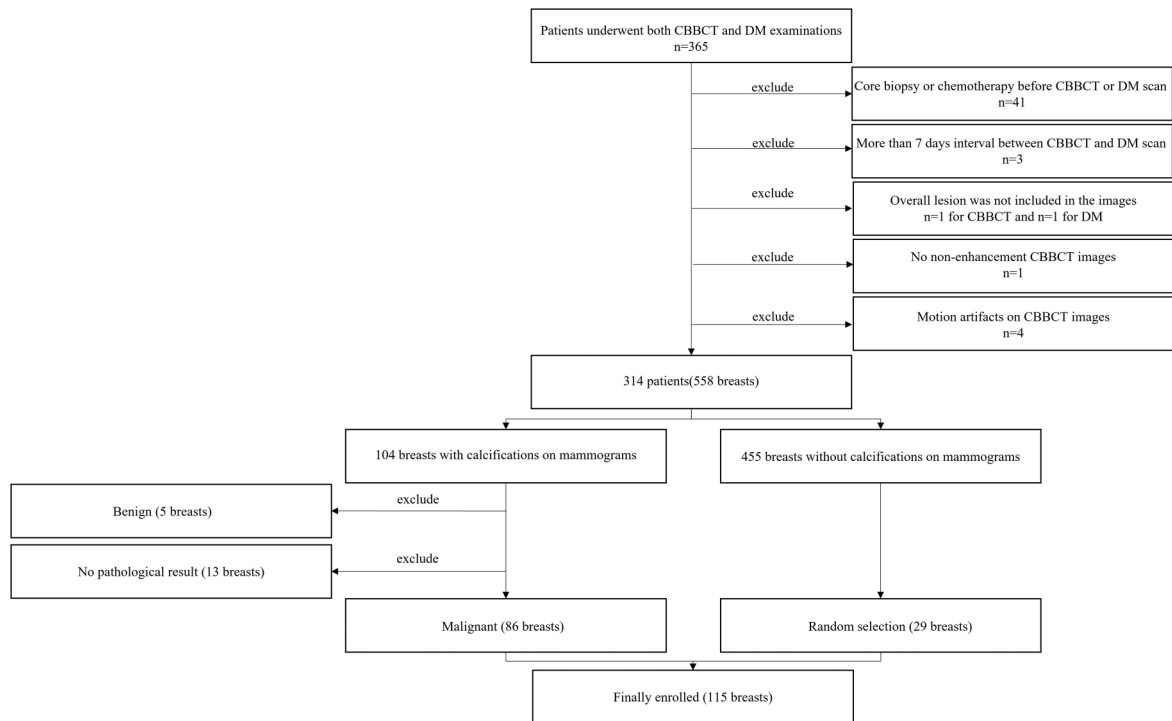 Patients underwent both CBBCT and DM examinations
n=365
exclude
Core biopsy or chemotherapy before CBBCT or DM scan
n=41
exclude
More than 7 days interval between CBBCT and DM scan
n=3
exclude
Overall lesion was not included in the images
n=1 for CBBCT and n=1 for DM
exclude
No non-enhancement CBBCT images
n=1
exclude
Motion artifacts on CBBCT images
n=4
314 patients(558 breasts)
104 breasts with calcifications on mammograms
455 breasts without calcifications on mammograms
exclude
Benign (5 breasts)
exclude
No pathological result (13 breasts)
Malignant (86 breasts)
Random selection (29 breasts)
Finally enrolled (115 breasts)